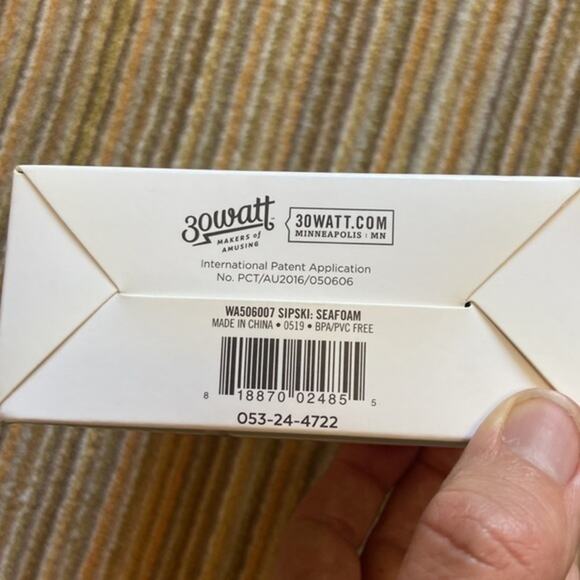 30watt
MAKERS of
AMUSING
30WATT.COM
MINNEAPOLIS : MN
International Patent Application
No. PCT/AU2016/050606
WA506007 SIPSKI: SEAFOAM
MADE IN CHINA • 0519 • BPA/PVC FREE
8 18870 02485 5
053-24-4722